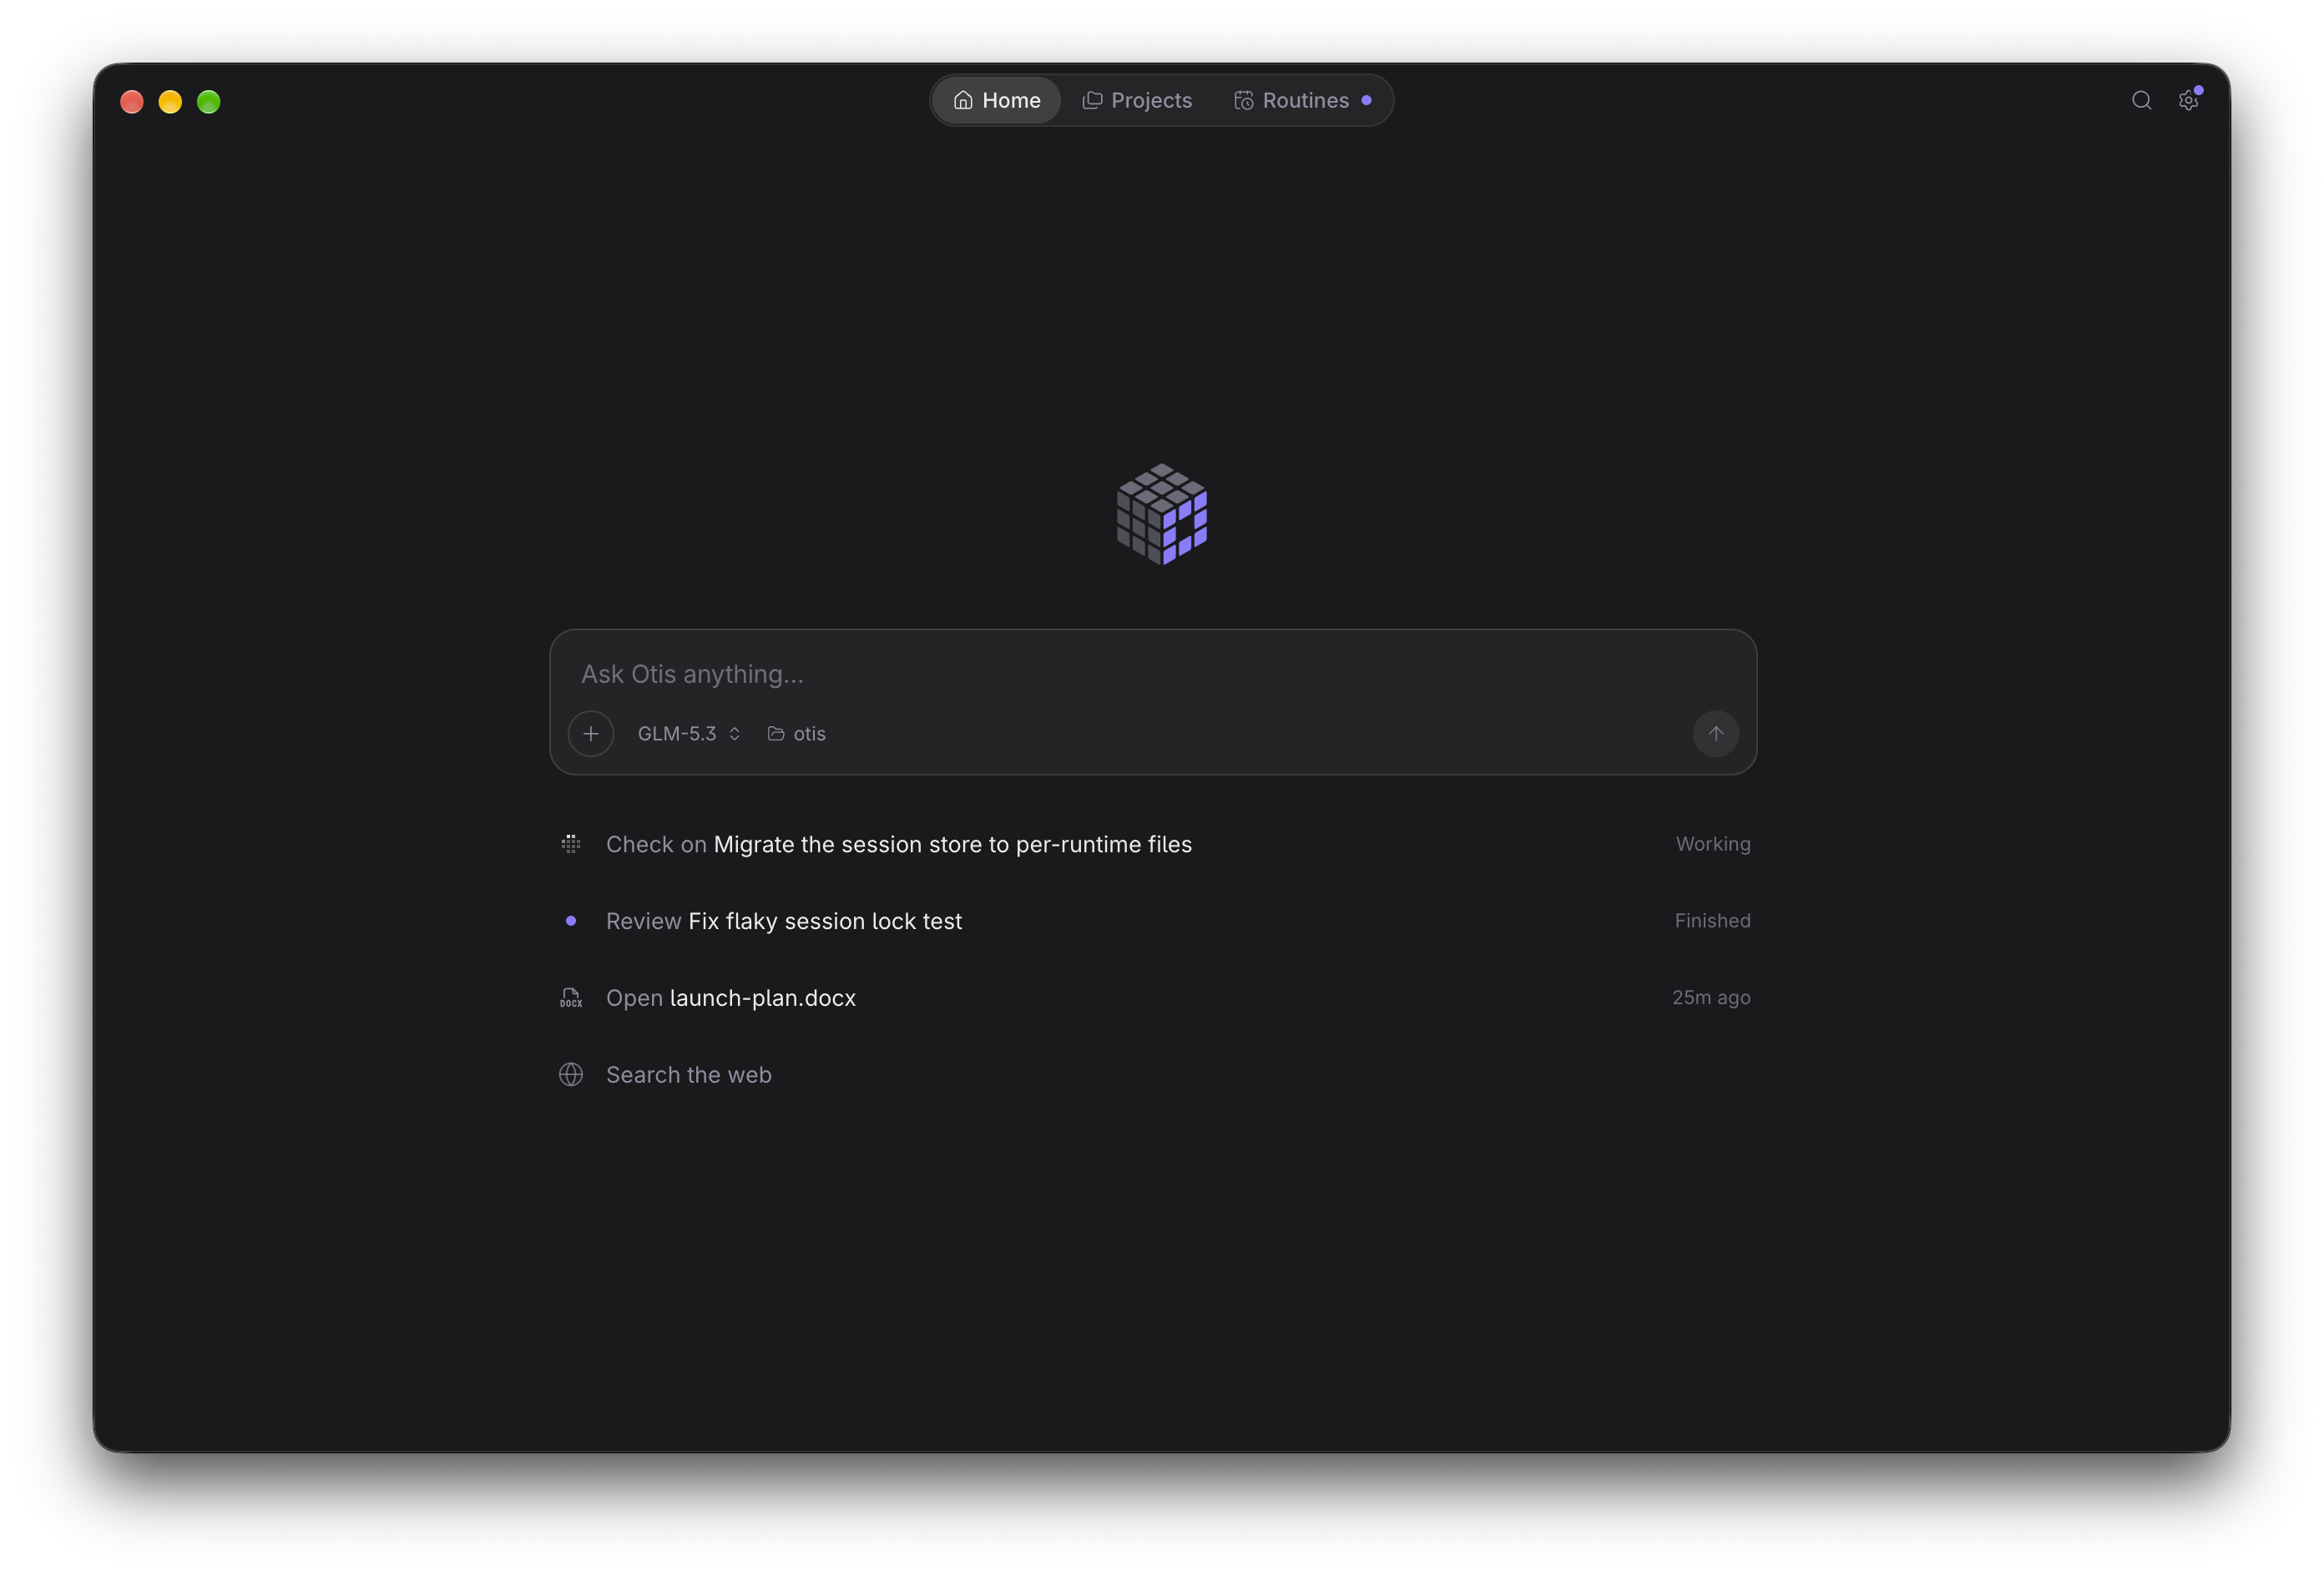 Home Projects Routines
Ask Otis anything...
GLM-5.3 otis
Check on Migrate the session store to per-runtime files Working
Review Fix flaky session lock test Finished
DOCX Open launch-plan.docx 25m ago
Search the web